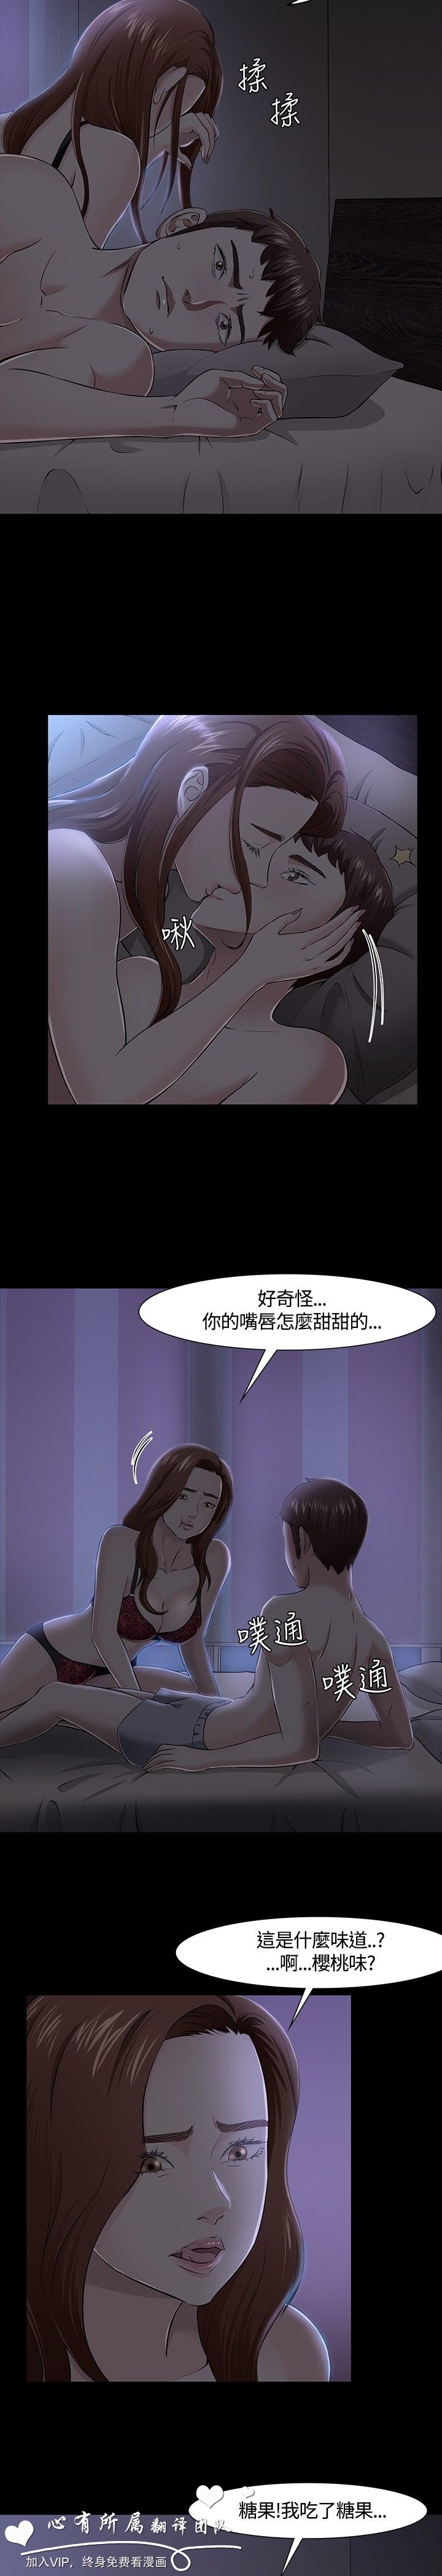 揉
揉
啾
好奇怪...
你的嘴唇怎麼甜甜的...
噗通
噗通
這是什麼味道..?
...啊...櫻桃味?
糖果!我吃了糖果...
心有所属翻译团队
加入VIP，终身免费看漫画